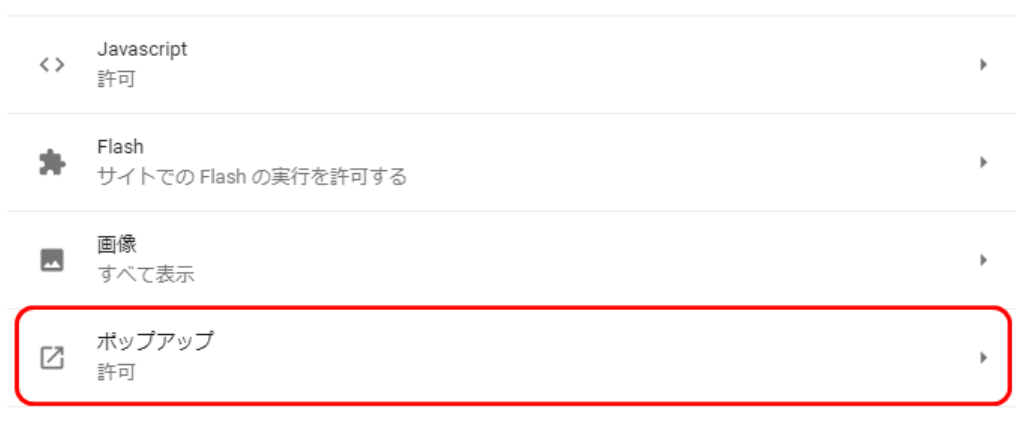 Javascript
許可
Flash
サイトでの Flash の実行を許可する
画像
すべて表示
ポップアップ
許可